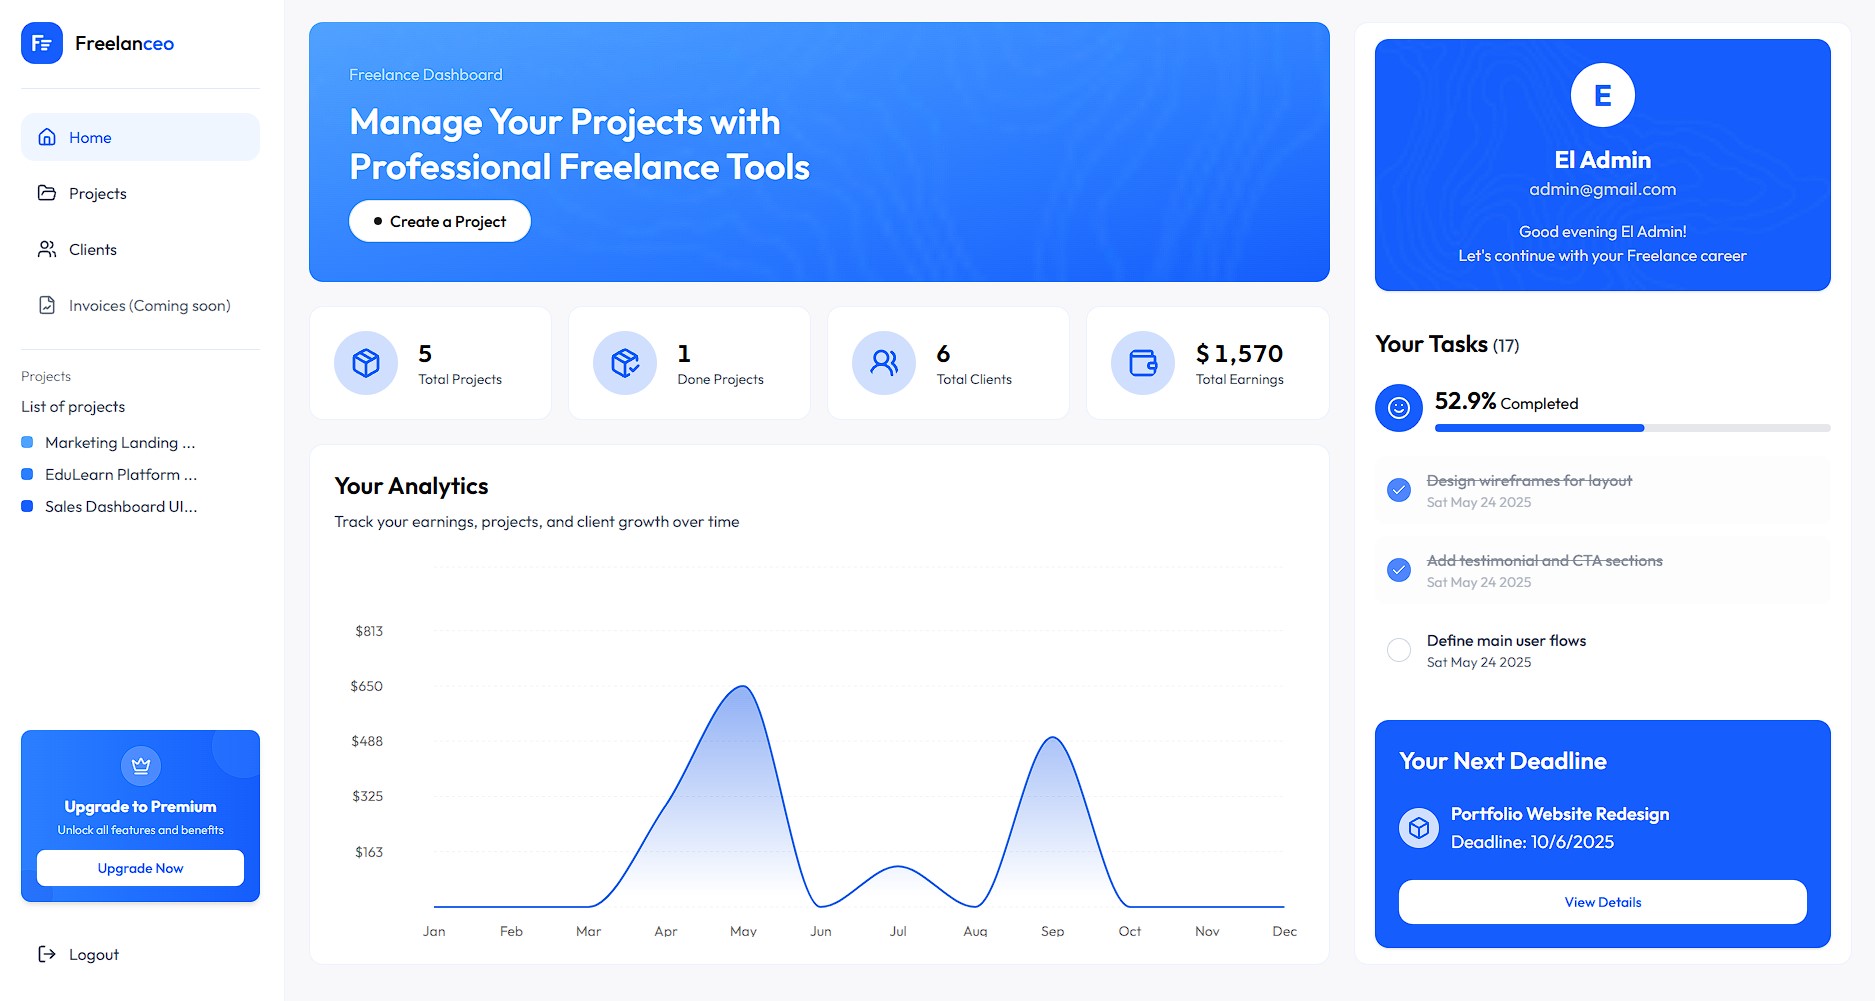 Freelanceo
Home
Projects
Clients
Invoices (Coming soon)
Projects
List of projects
Marketing Landing ...
EduLearn Platform ...
Sales Dashboard UI...
Upgrade to Premium
Unlock all features and benefits
Upgrade Now
Logout
Freelance Dashboard
Manage Your Projects with
Professional Freelance Tools
Create a Project
5
Total Projects
1
Done Projects
6
Total Clients
$ 1,570
Total Earnings
Your Analytics
Track your earnings, projects, and client growth over time
$813
$650
$488
$325
$163
Jan Feb Mar Apr May Jun Jul Aug Sep Oct Nov Dec
E
El Admin
admin@gmail.com
Good evening El Admin!
Let's continue with your Freelance career
Your Tasks (17)
52.9% Completed
Design wireframes for layout
Sat May 24 2025
Add testimonial and CTA sections
Sat May 24 2025
Define main user flows
Sat May 24 2025
Your Next Deadline
Portfolio Website Redesign
Deadline: 10/6/2025
View Details